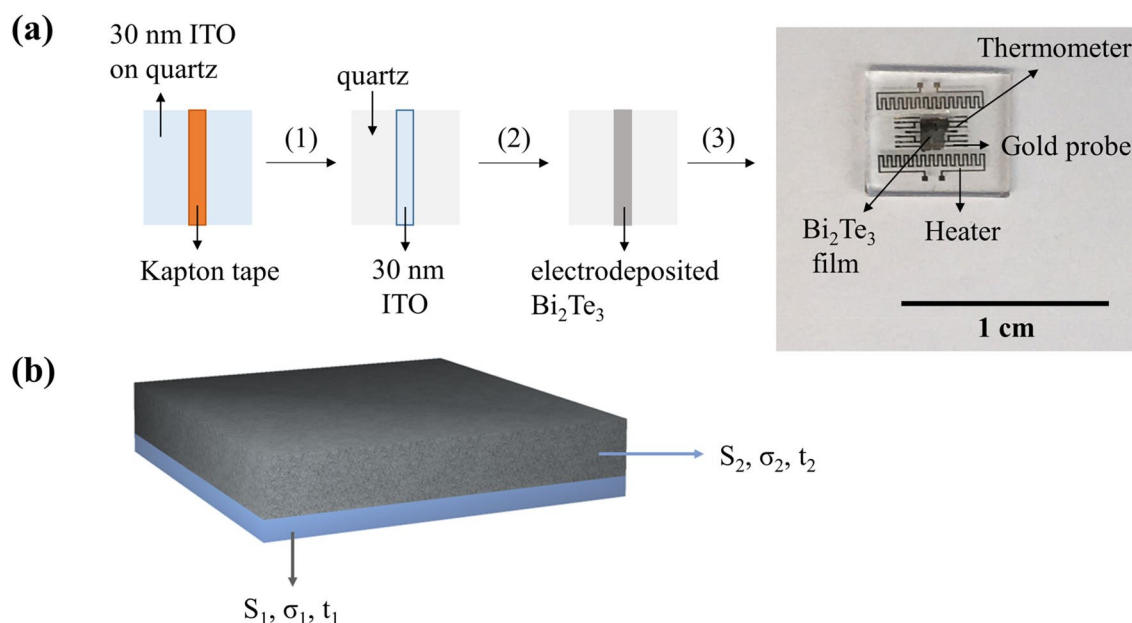 (a)
30 nm ITO
on quartz
Kapton tape
(1)
quartz
30 nm
ITO
(2)
electrodeposited
Bi₂Te₃
(3)
Thermometer
Gold probe
Bi₂Te₃
film
Heater
1 cm
(b)
S₂, σ₂, t₂
S₁, σ₁, t₁